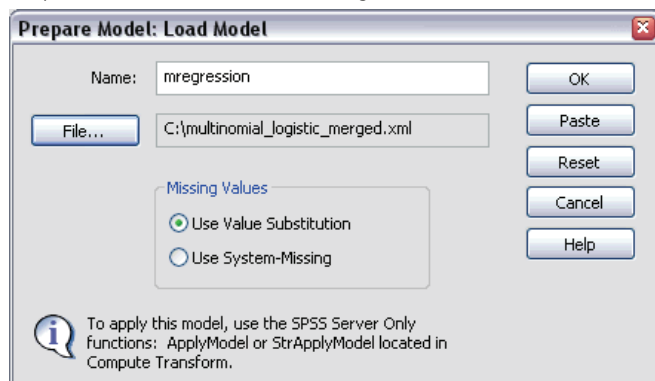 Prepare Model: Load Model
Name: mregression OK
File... C:\multinomial_logistic_merged.xml Paste
Reset
Missing Values
Cancel
Use Value Substitution
Help
Use System-Missing
To apply this model, use the SPSS Server Only
functions: ApplyModel or StrApplyModel located in
Compute Transform.